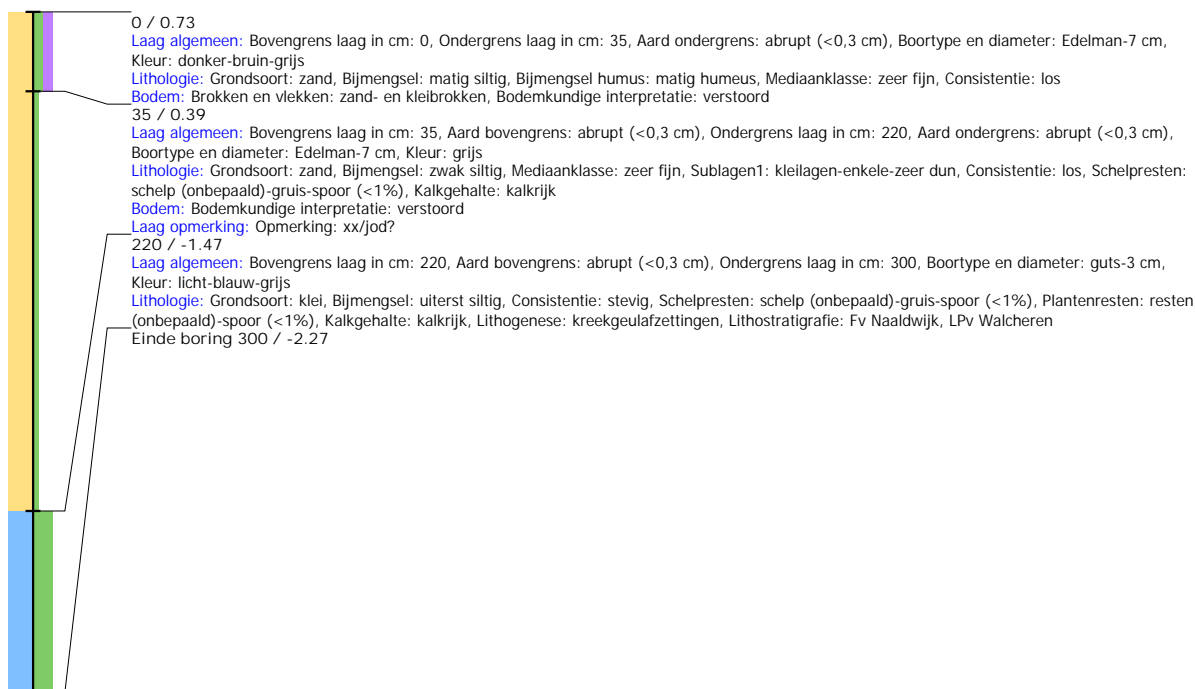 0 / 0.73
Laag algemeen: Bovengrens laag in cm: 0, Ondergrens laag in cm: 35, Aard ondergrens: abrupt (<0,3 cm), Boortype en diameter: Edelman-7 cm,
Kleur: donker-bruin-grijs
Lithologie: Grondsoort: zand, Bijmengsel: matig siltig, Bijmengsel humus: matig humeus, Mediaanklasse: zeer fijn, Consistentie: los
Bodem: Brokken en vlekken: zand- en kleibrokken, Bodemkundige interpretatie: verstoord
35 / 0.39
Laag algemeen: Bovengrens laag in cm: 35, Aard bovengrens: abrupt (<0,3 cm), Ondergrens laag in cm: 220, Aard ondergrens: abrupt (<0,3 cm),
Boortype en diameter: Edelman-7 cm, Kleur: grijs
Lithologie: Grondsoort: zand, Bijmengsel: zwak siltig, Mediaanklasse: zeer fijn, Sublagen1: kleilagen-enkele-zeer dun, Consistentie: los, Schelpresten:
schelp (onbepaald)-gruis-spoor (<1%), Kalkgehalte: kalkrijk
Bodem: Bodemkundige interpretatie: verstoord
Laag opmerking: Opmerking: xx/jod?
220 / -1.47
Laag algemeen: Bovengrens laag in cm: 220, Aard bovengrens: abrupt (<0,3 cm), Ondergrens laag in cm: 300, Boortype en diameter: guts-3 cm,
Kleur: licht-blauw-grijs
Lithologie: Grondsoort: klei, Bijmengsel: uiterst siltig, Consistentie: stevig, Schelpresten: schelp (onbepaald)-gruis-spoor (<1%), Plantenresten: resten
(onbepaald)-spoor (<1%), Kalkgehalte: kalkrijk, Lithogenese: kreekgeulafzettingen, Lithostratigrafie: Fv Naaldwijk, LPv Walcheren
Einde boring 300 / -2.27